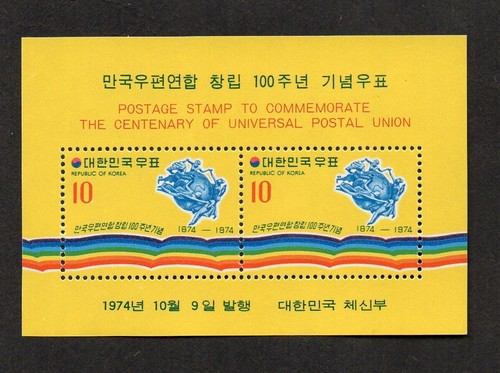 만국우편연합 창립 100주년 기념우표
POSTAGE STAMP TO COMMEMORATE
THE CENTENARY OF UNIVERSAL POSTAL UNION
대한민국우표
REPUBLIC OF KOREA
10
만국우편연합창립100주년기념
1874 — 1974
대한민국우표
REPUBLIC OF KOREA
10
만국우편연합창립100주년기념
1874 — 1974
1974년 10월 9일 발행 대한민국 체신부